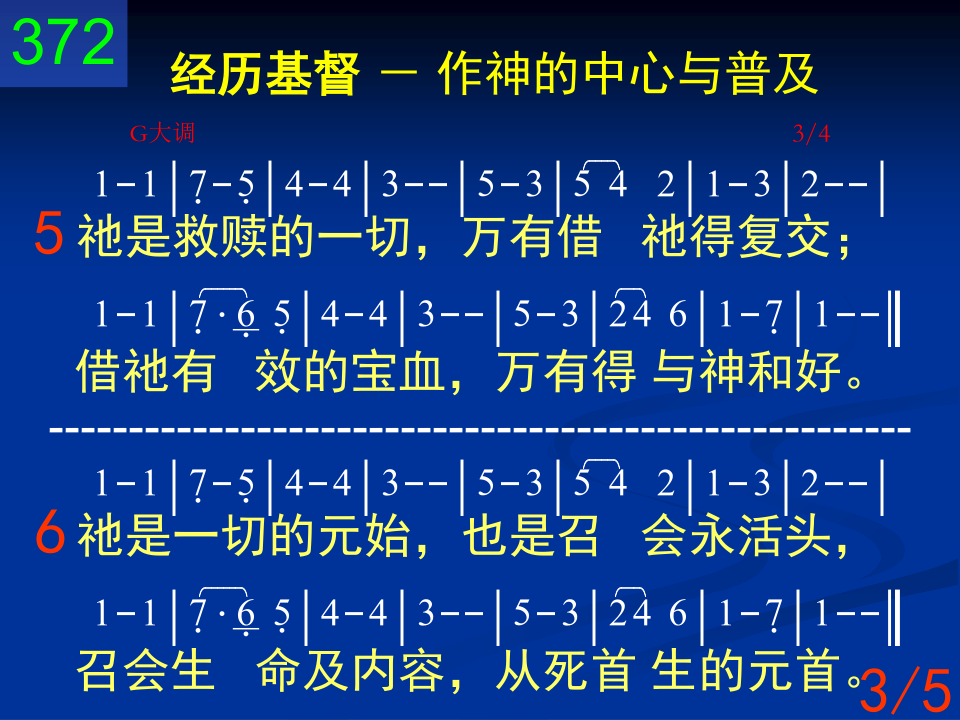 372
经历基督 － 作神的中心与普及
G大调 3/4
1-1|7̣-5̣|4-4|3--|5-3|5 4 2|1-3|2--|
5 祂是救赎的一切，万有借 祂得复交；
1-1|7̣·6̣ 5̣|4-4|3--|5-3|24 6|1-7̣|1--‖
借祂有 效的宝血，万有得 与神和好。
------------------------------------------------------
1-1|7̣-5̣|4-4|3--|5-3|5 4 2|1-3|2--|
6 祂是一切的元始，也是召 会永活头，
1-1|7̣·6̣ 5̣|4-4|3--|5-3|24 6|1-7̣|1--‖
召会生 命及内容，从死首 生的元首。
3/5